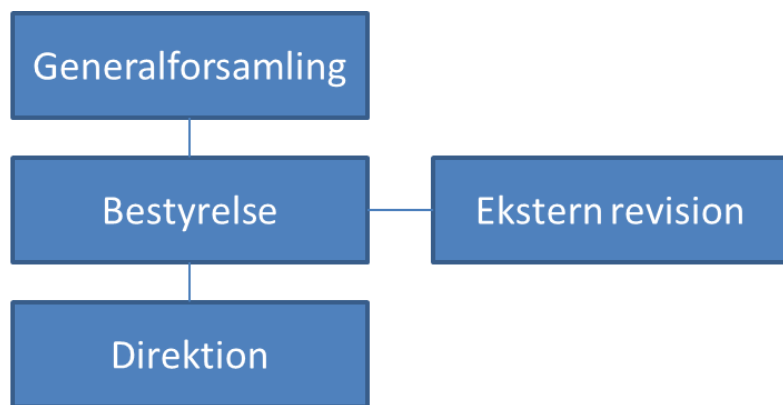 Generalforsamling
Bestyrelse
Ekstern revision
Direktion